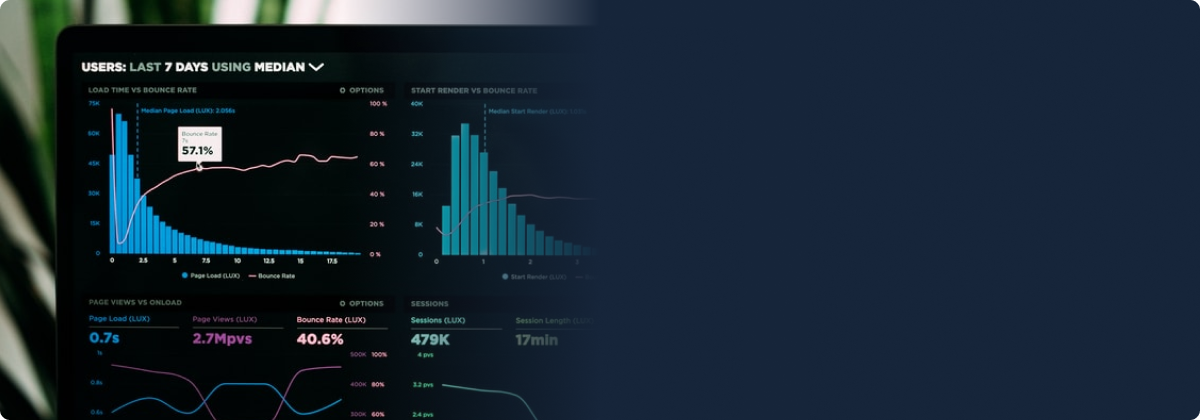 USERS: LAST 7 DAYS USING MEDIAN
LOAD TIME VS BOUNCE RATE
OPTIONS
75K
60K
45K
30K
15K
0
Median Page Load (LUX): 2.056s
Bounce Rate
7s
57.1%
100 %
80 %
60 %
40 %
20 %
0 %
0 2.5 5 7.5 10 12.5 15 17.5
Page Load (LUX) Bounce Rate
START RENDER VS BOUNCE RATE
40K
32K
24K
16K
8K
0
Median Start Render (LUX)
0 1 2 3
Start Render (LUX)
PAGE VIEWS VS ONLOAD
OPTIONS
Page Load (LUX)
0.7s
Page Views (LUX)
2.7Mpvs
Bounce Rate (LUX)
40.6%
1s
0.8s
0.6s
500K 100%
400K 80%
300K 60%
SESSIONS
Sessions (LUX)
479K
Session Length (LUX)
17min
4 pvs
3.2 pvs
2.4 pvs